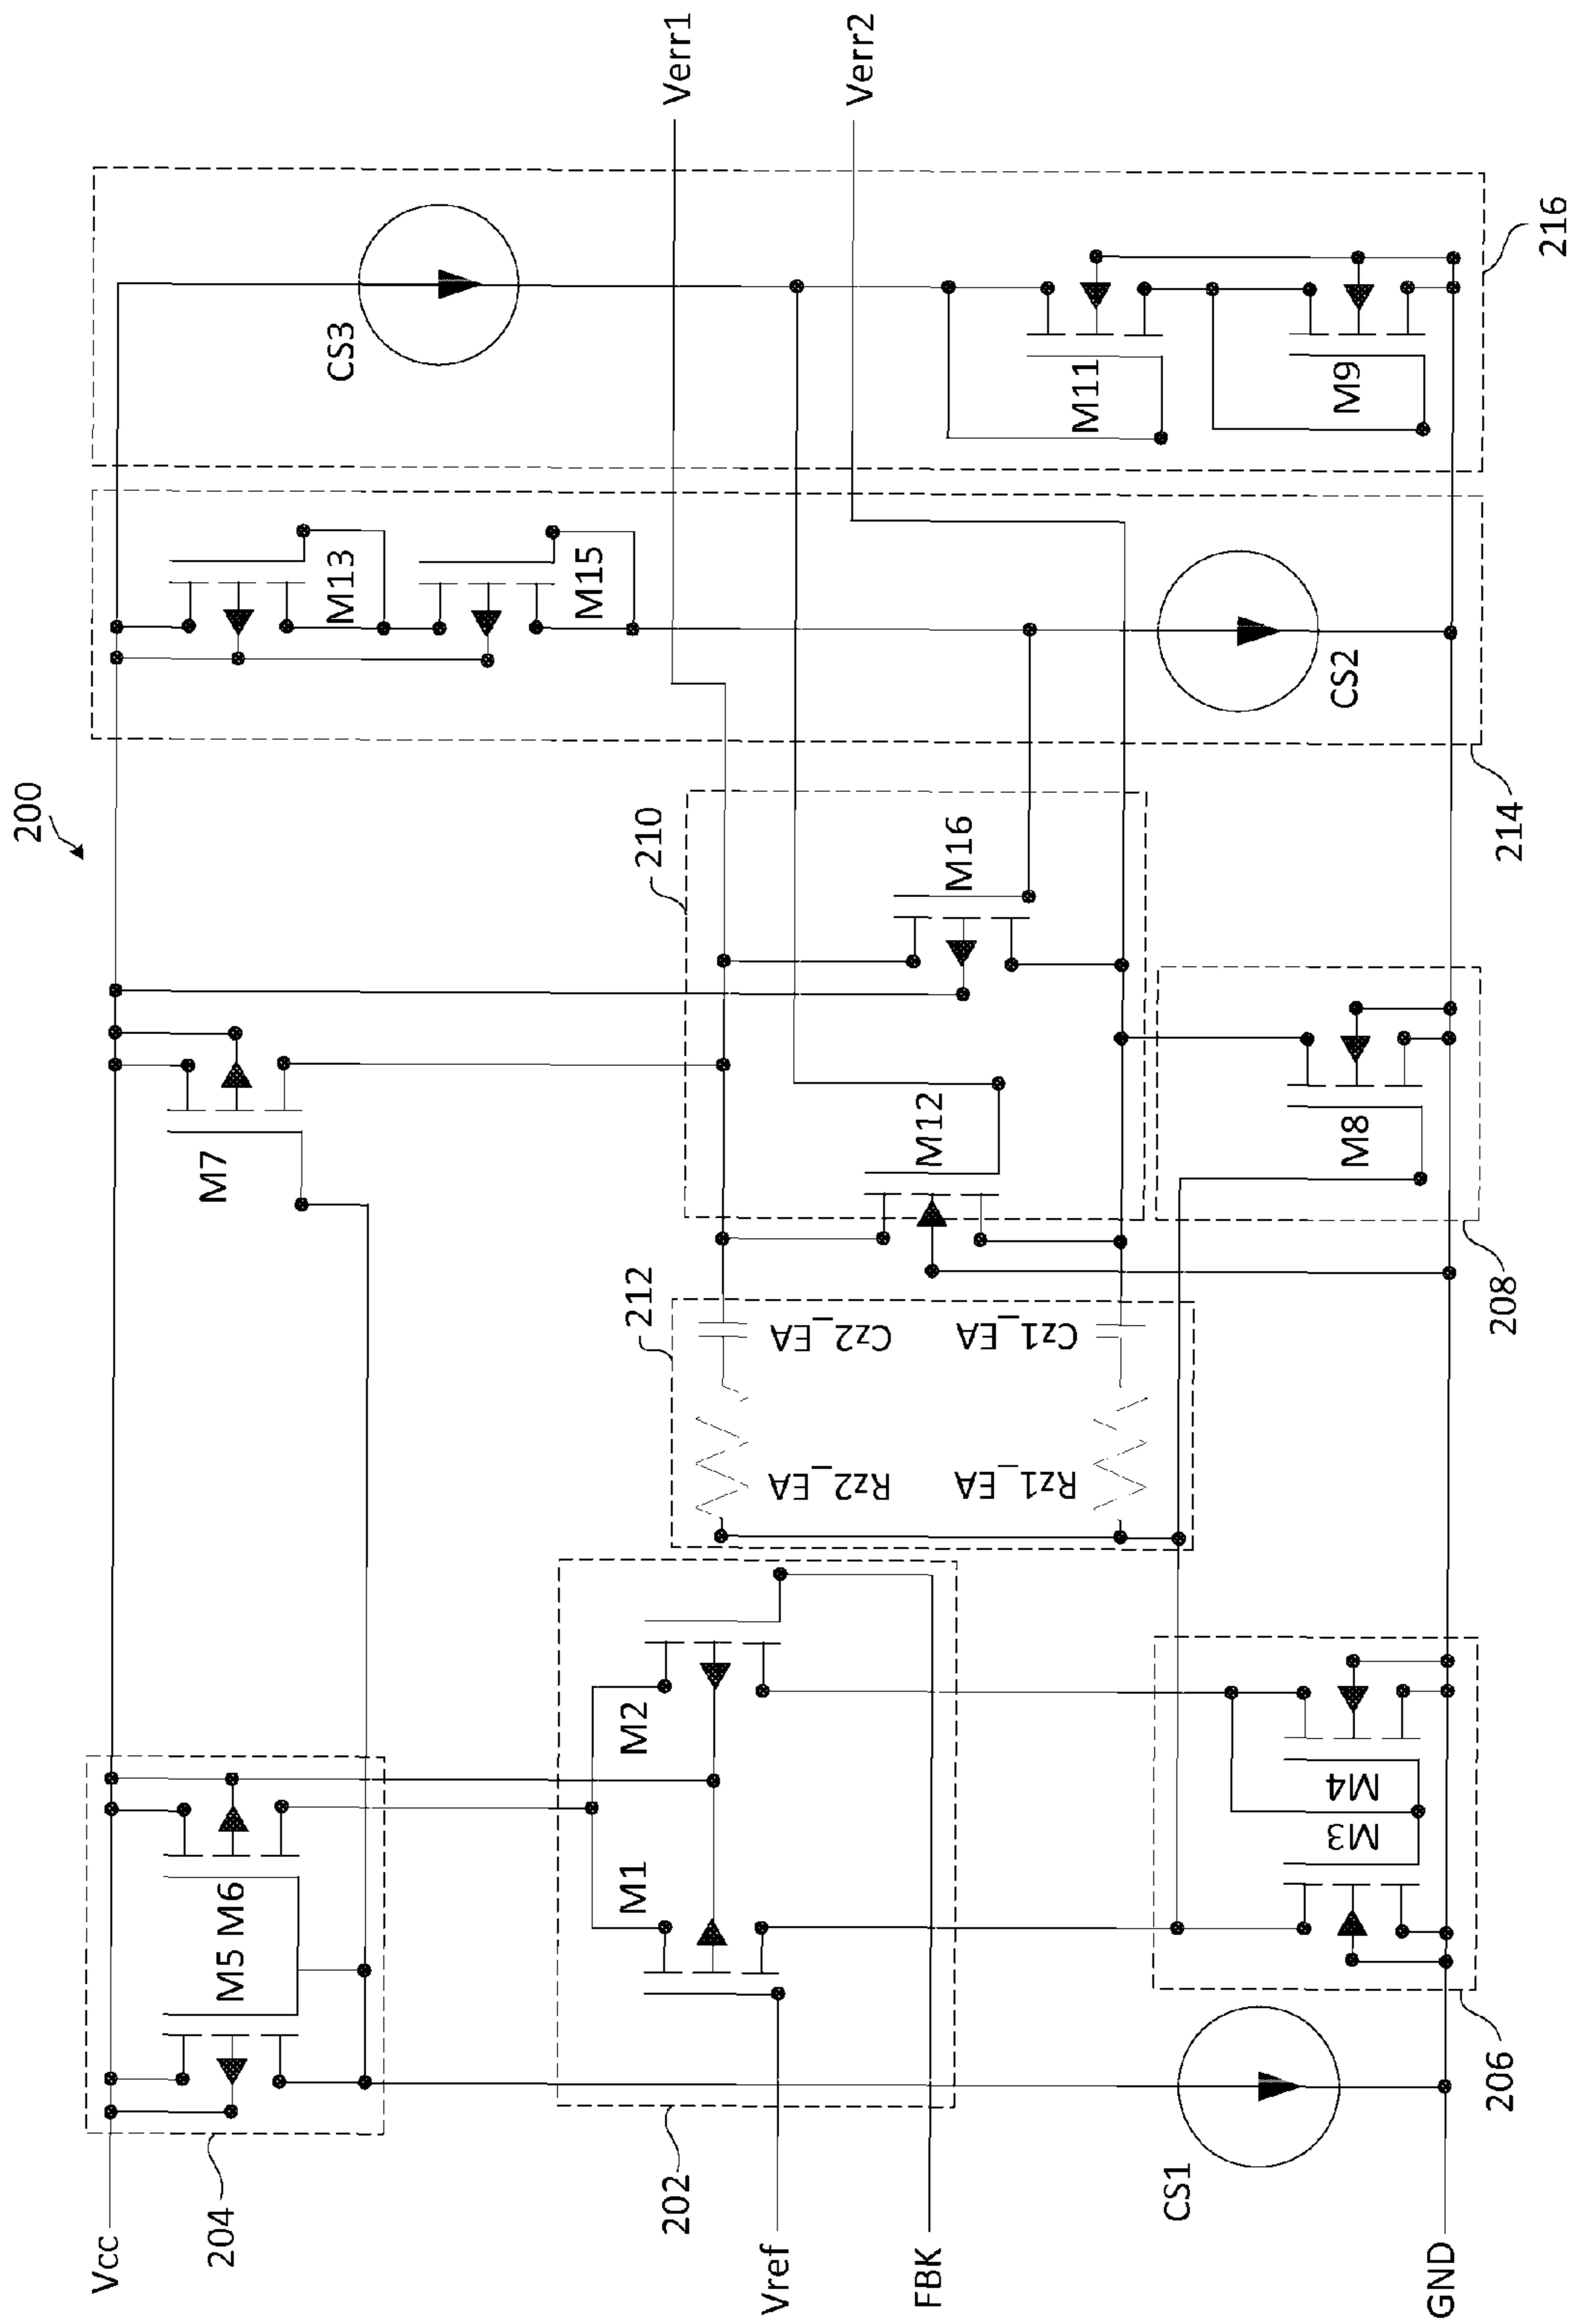 200
Vcc
204
M5
M6
M7
M13
M15
CS3
Verr1
Verr2
202
Vref
FBK
M1
M2
212
Rz2_EA
Cz2_EA
Rz1_EA
Cz1_EA
210
M12
M16
M11
M9
CS1
GND
206
M3
M4
208
M8
214
CS2
216